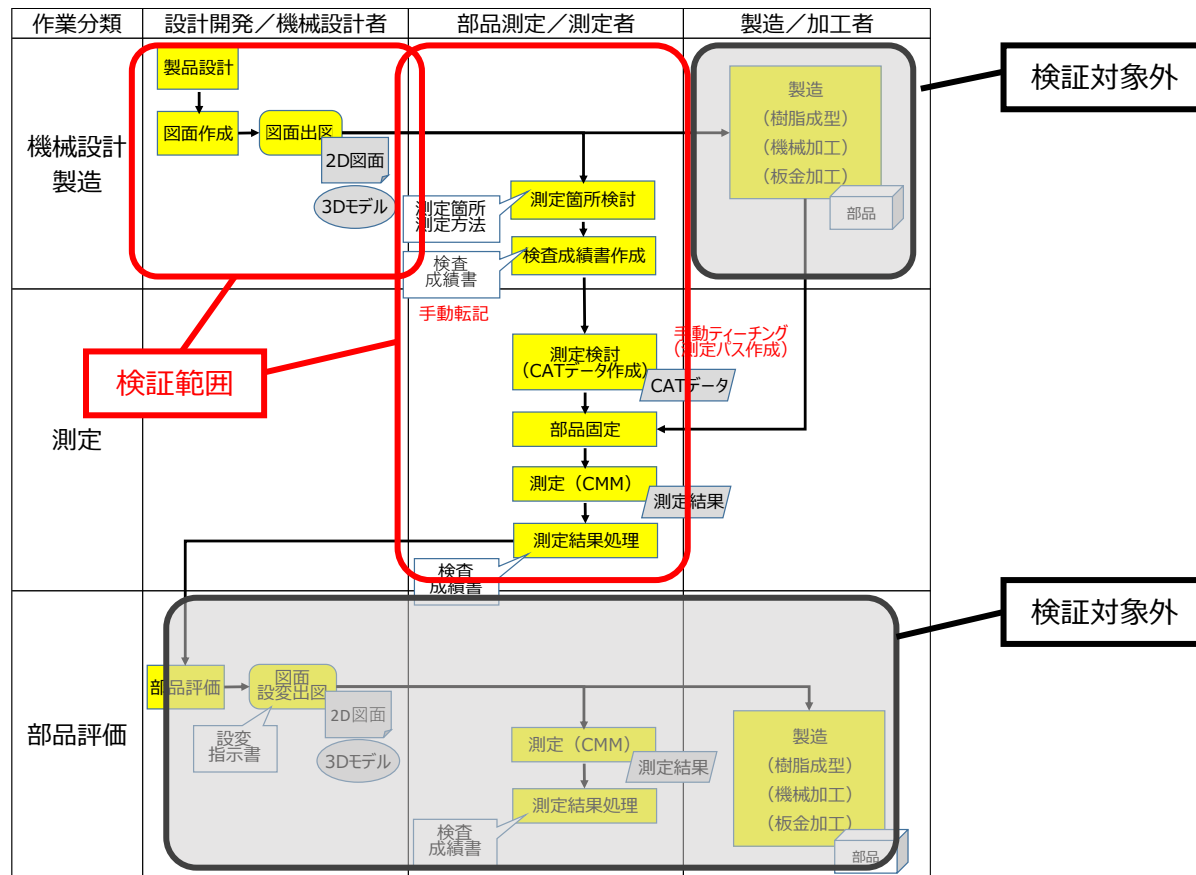 作業分類
設計開発／機械設計者
部品測定／測定者
製造／加工者
機械設計
製造
製品設計
図面作成
図面出図
2D図面
3Dモデル
測定箇所
測定方法
測定箇所検討
検査
成績書
検査成績書作成
手動転記
製造
（樹脂成型）
（機械加工）
（板金加工）
部品
検証対象外
検証範囲
測定
手動ティーチング
（測定パス作成）
測定検討
（CATデータ作成）
CATデータ
部品固定
測定（CMM）
測定結果
測定結果処理
検査
成績書
部品評価
部品評価
図面
設変出図
2D図面
3Dモデル
設変
指示書
測定（CMM）
測定結果
測定結果処理
検査
成績書
製造
（樹脂成型）
（機械加工）
（板金加工）
部品
検証対象外